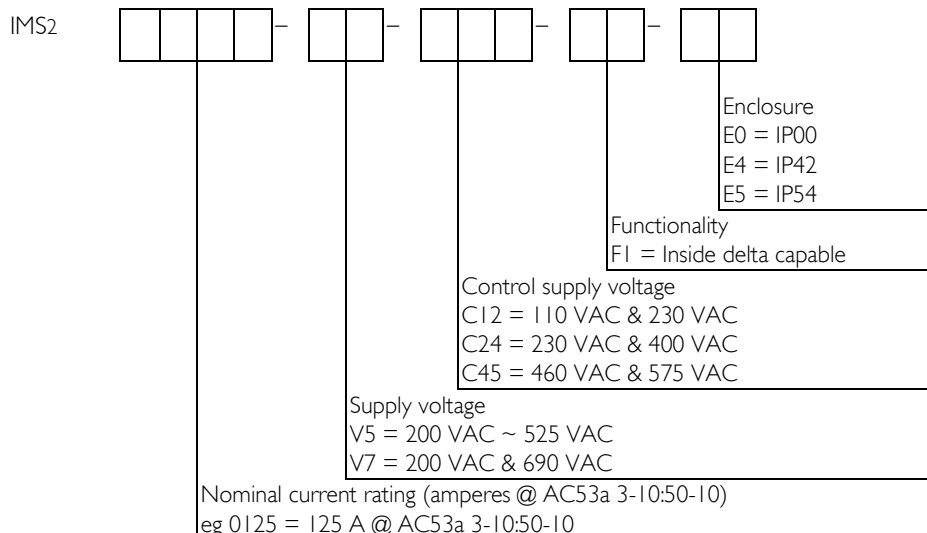 IMS2 - - - -
Enclosure
E0 = IP00
E4 = IP42
E5 = IP54
Functionality
F1 = Inside delta capable
Control supply voltage
C12 = 110 VAC & 230 VAC
C24 = 230 VAC & 400 VAC
C45 = 460 VAC & 575 VAC
Supply voltage
V5 = 200 VAC ~ 525 VAC
V7 = 200 VAC & 690 VAC
Nominal current rating (amperes @ AC53a 3-10:50-10)
eg 0125 = 125 A @ AC53a 3-10:50-10